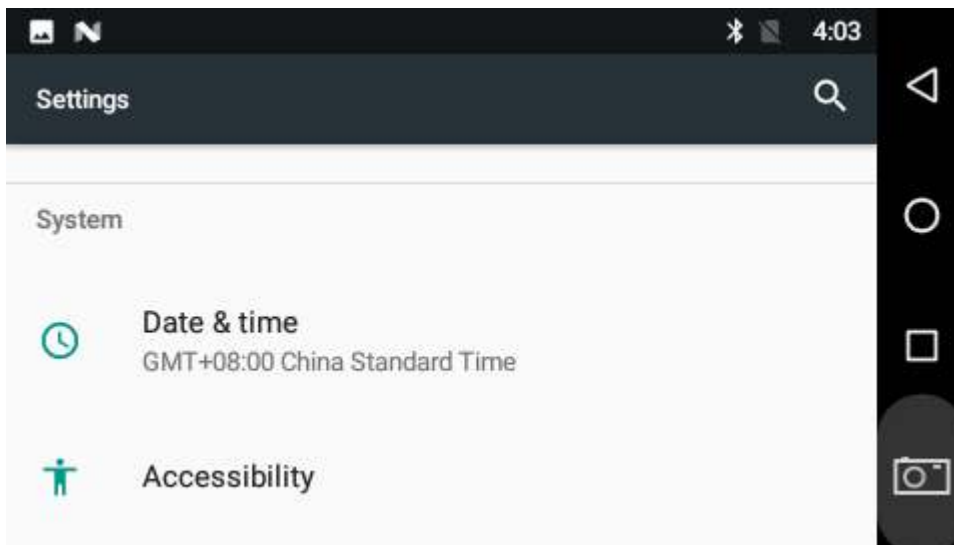 4:03
Settings
System
Date & time
GMT+08:00 China Standard Time
Accessibility